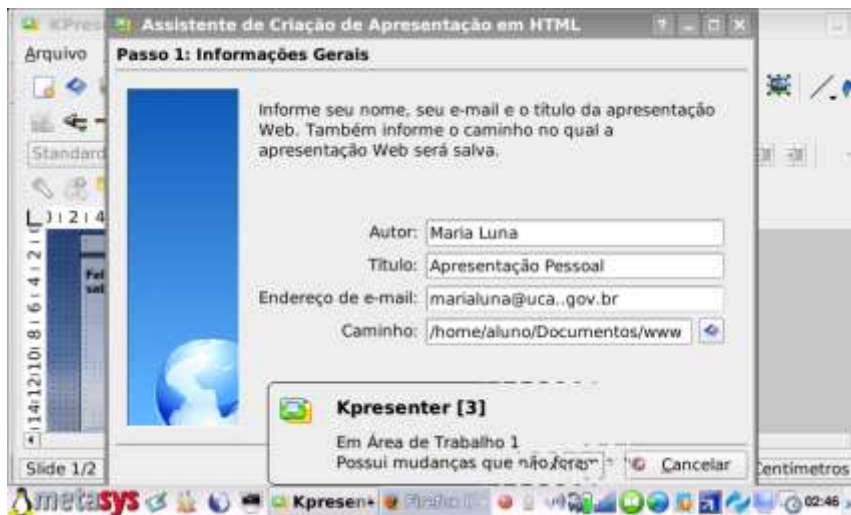 Assistente de Criação de Apresentação em HTML
Arquivo
Passo 1: Informações Gerais
Informe seu nome, seu e-mail e o título da apresentação
Web. Também informe o caminho no qual a
apresentação Web será salva.
Standard
Autor: Maria Luna
Título: Apresentação Pessoal
Endereço de e-mail: marialuna@uca..gov.br
Caminho: /home/aluno/Documentos/www
Kpresenter [3]
Em Área de Trabalho 1
Possui mudanças que não foram
Cancelar
Slide 1/2
Centímetros
metasys
Kpresen
02:46